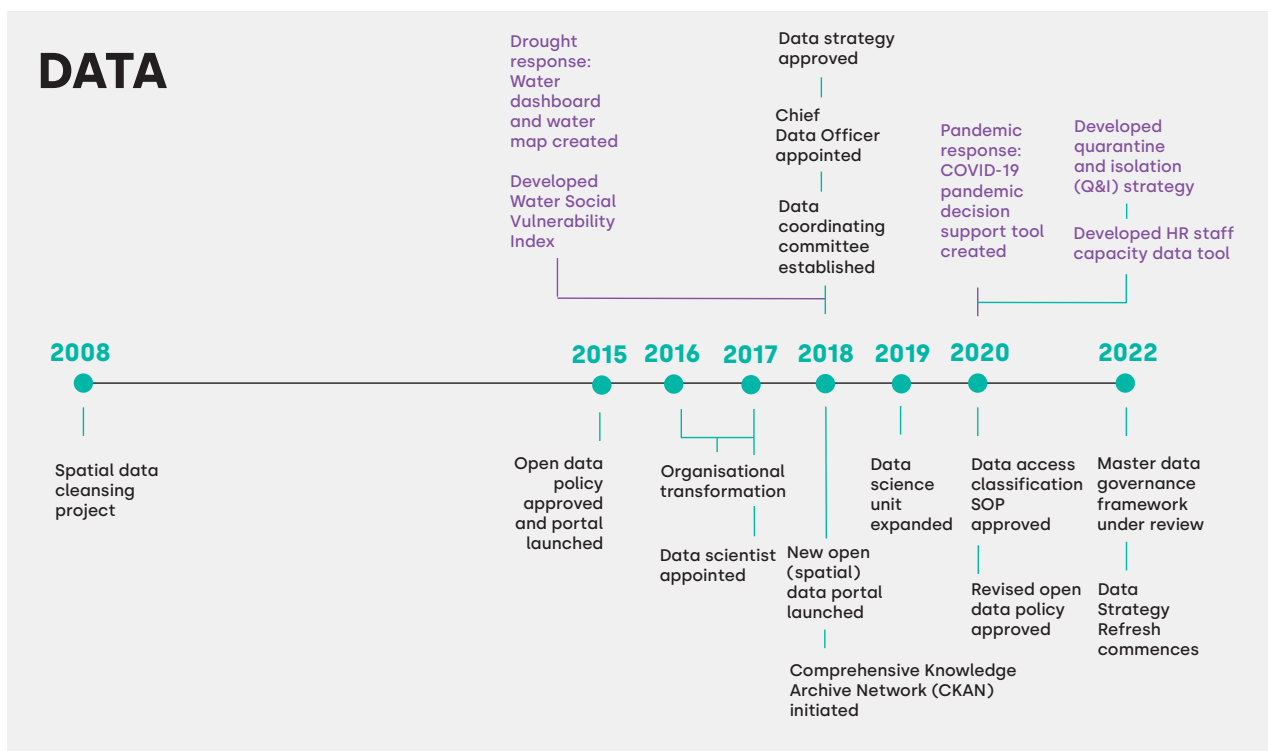 DATA
Drought
response:
Water
dashboard
and water
map created
Developed
Water Social
Vulnerability
Index
Data strategy
approved
Chief
Data Officer
appointed
Data
coordinating
committee
established
Pandemic
response:
COVID-19
pandemic
decision
support tool
created
Developed
quarantine
and isolation
(Q&I) strategy
Developed HR staff
capacity data tool
2008
2015
2016
2017
2018
2019
2020
2022
Spatial data
cleansing
project
Open data
policy
approved
and portal
launched
Organisational
transformation
Data scientist
appointed
New open
(spatial)
data portal
launched
Comprehensive Knowledge
Archive Network (CKAN)
initiated
Data
science
unit
expanded
Data access
classification
SOP
approved
Revised open
data policy
approved
Master data
governance
framework
under review
Data
Strategy
Refresh
commences